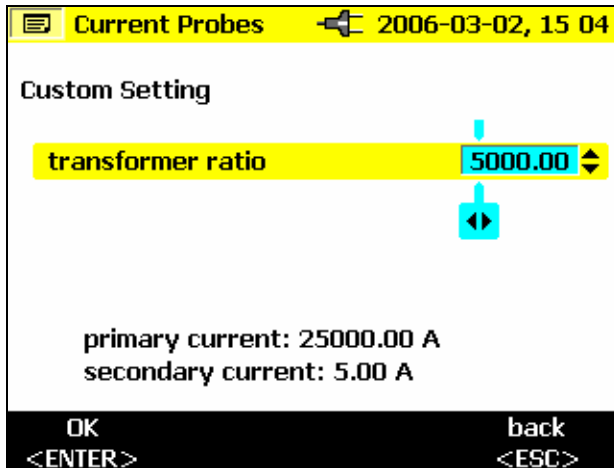 Current Probes 2006-03-02, 15 04
Custom Setting
transformer ratio 5000.00
primary current: 25000.00 A
secondary current: 5.00 A
OK back
<ENTER> <ESC>